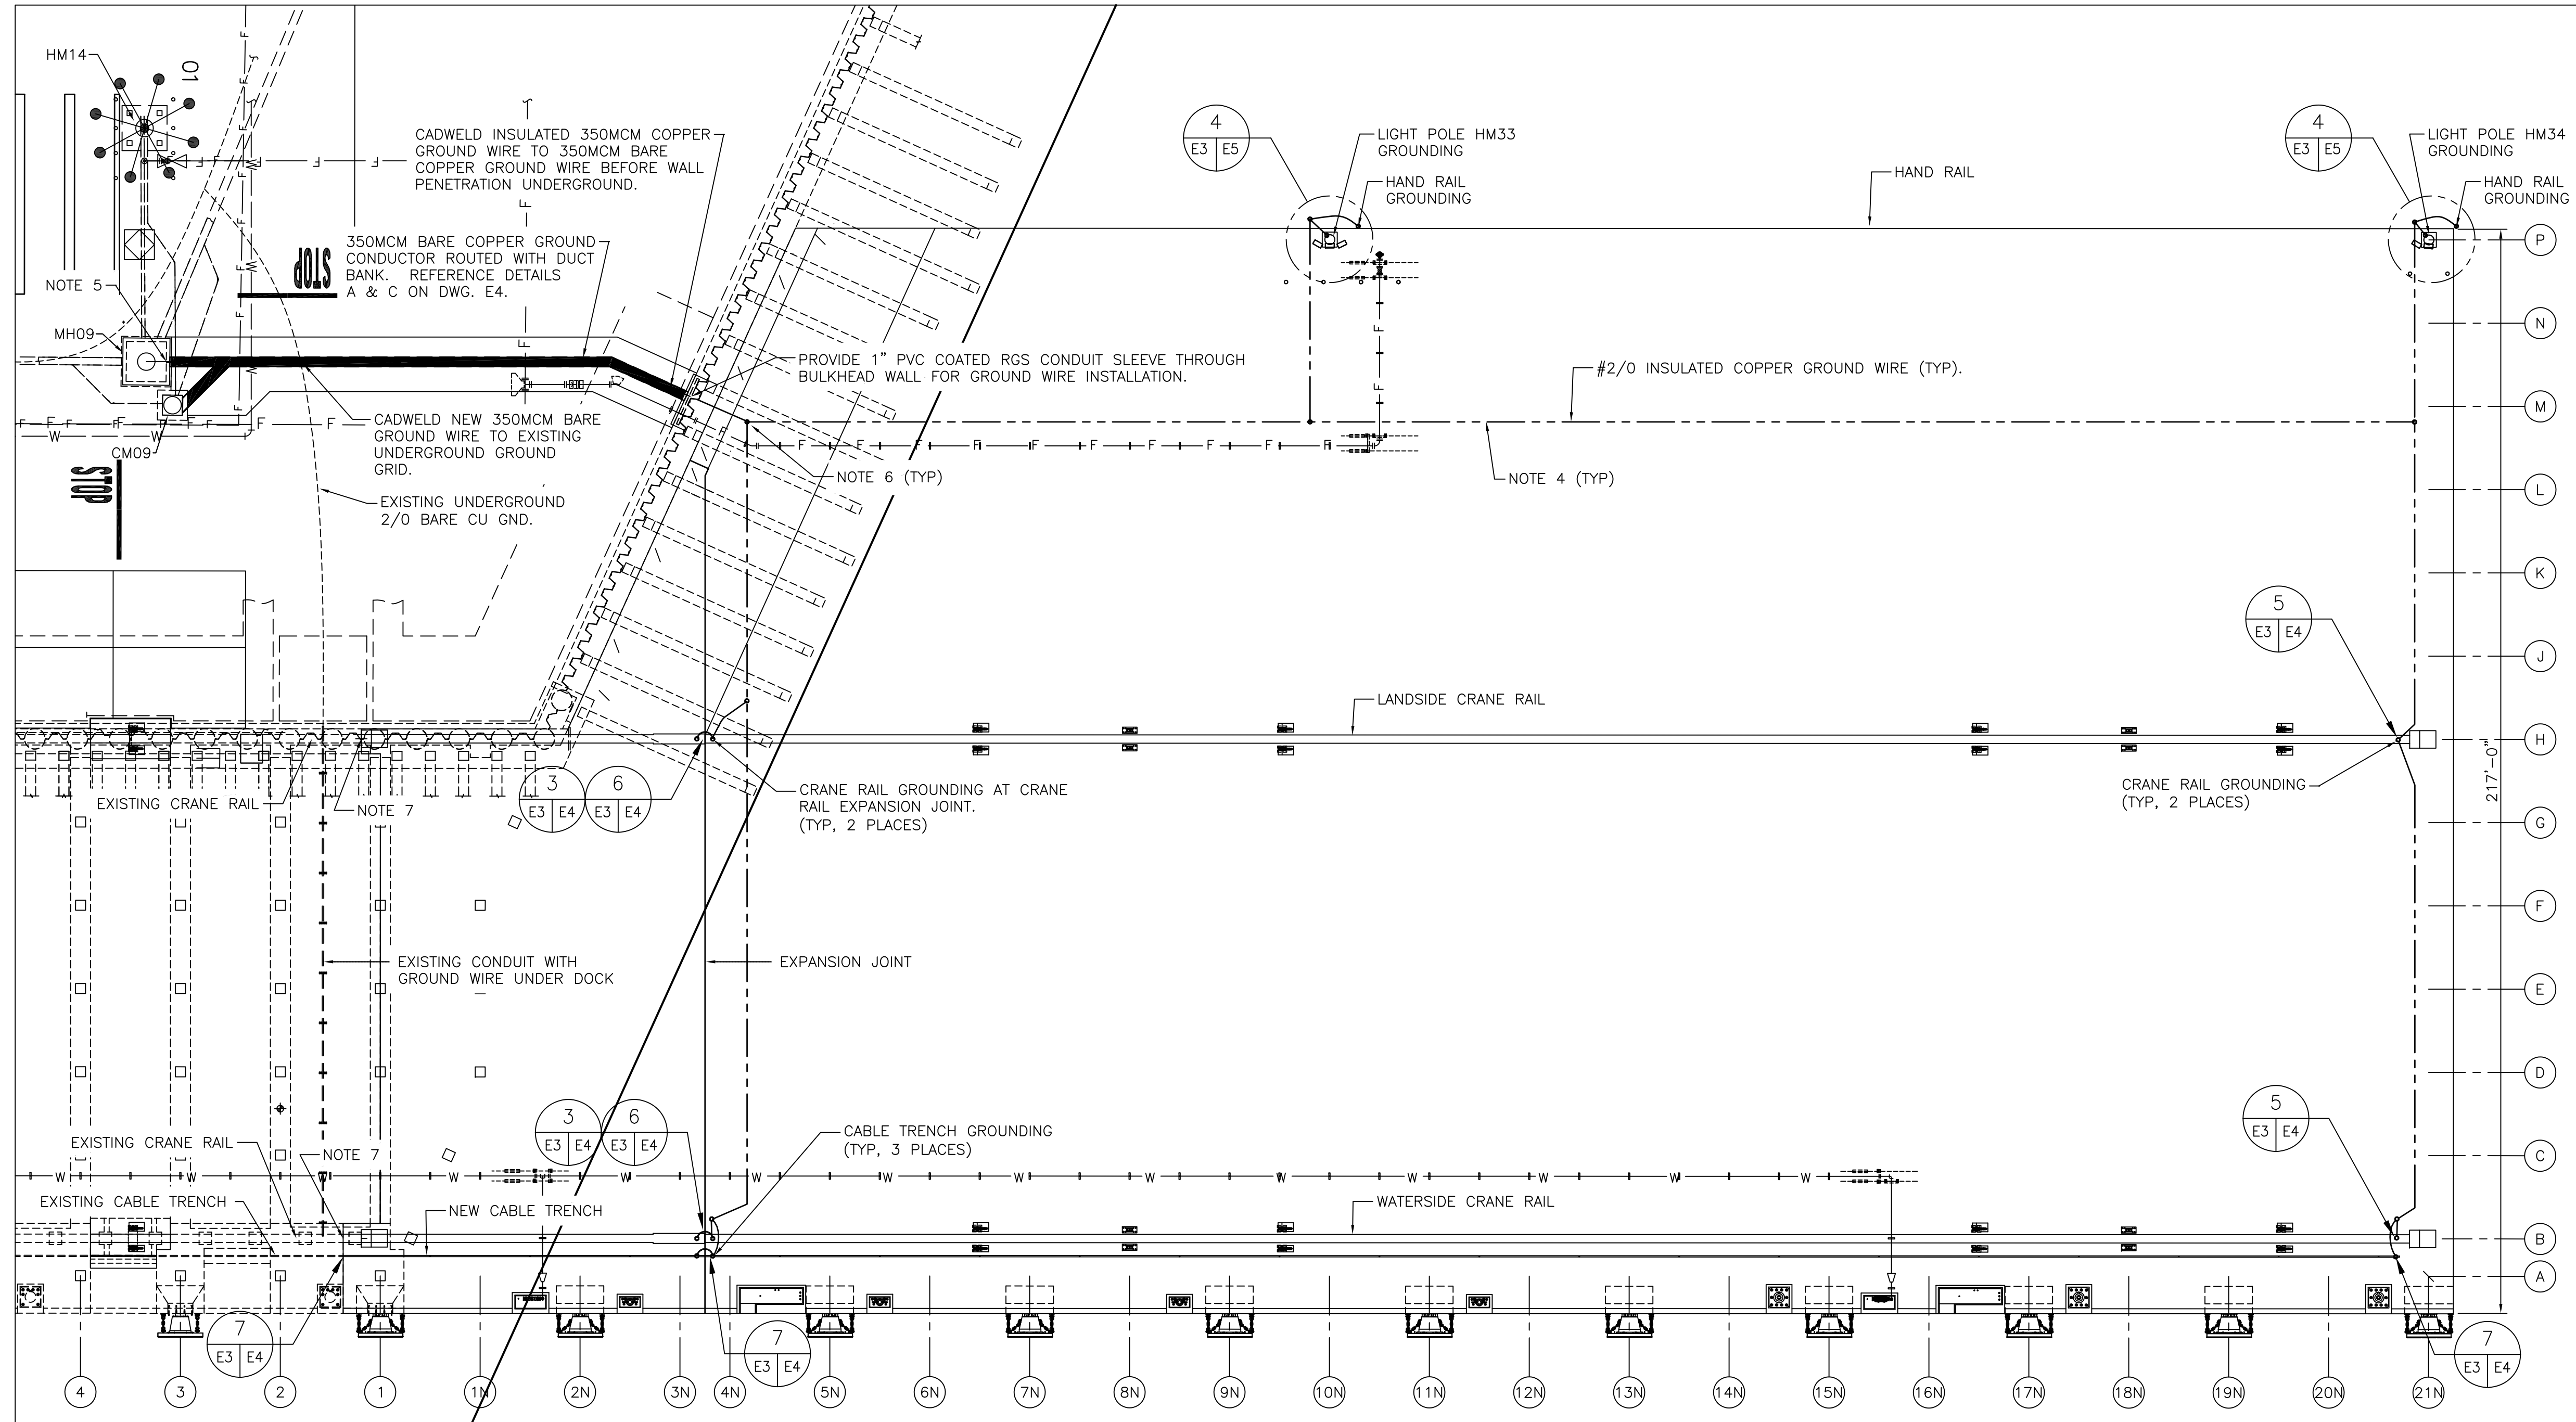 HM14
01
CADWELD INSULATED 350MCM COPPER
GROUND WIRE TO 350MCM BARE
COPPER GROUND WIRE BEFORE WALL
PENETRATION UNDERGROUND.
4
E3 E5
LIGHT POLE HM33
GROUNDING
HAND RAIL
GROUNDING
HAND RAIL
4
E3 E5
LIGHT POLE HM34
GROUNDING
HAND RAIL
GROUNDING
STOP
350MCM BARE COPPER GROUND
CONDUCTOR ROUTED WITH DUCT
BANK. REFERENCE DETAILS
A & C ON DWG. E4.
NOTE 5
MH09
CM09
PROVIDE 1" PVC COATED RGS CONDUIT SLEEVE THROUGH
BULKHEAD WALL FOR GROUND WIRE INSTALLATION.
#2/0 INSULATED COPPER GROUND WIRE (TYP).
CADWELD NEW 350MCM BARE
GROUND WIRE TO EXISTING
UNDERGROUND GROUND
GRID.
STOP
NOTE 6 (TYP)
NOTE 4 (TYP)
EXISTING UNDERGROUND
2/0 BARE CU GND.
5
E3 E4
LANDSIDE CRANE RAIL
EXISTING CRANE RAIL
NOTE 7
3
E3 E4
6
E3 E4
CRANE RAIL GROUNDING AT CRANE
RAIL EXPANSION JOINT.
(TYP, 2 PLACES)
CRANE RAIL GROUNDING
(TYP, 2 PLACES)
217'-0"
EXISTING CONDUIT WITH
GROUND WIRE UNDER DOCK
EXPANSION JOINT
EXISTING CRANE RAIL
NOTE 7
3
E3 E4
6
E3 E4
CABLE TRENCH GROUNDING
(TYP, 3 PLACES)
5
E3 E4
EXISTING CABLE TRENCH
NEW CABLE TRENCH
WATERSIDE CRANE RAIL
7
E3 E4
7
E3 E4
7
E3 E4
P
N
M
L
K
J
H
G
F
E
D
C
B
A
F F F F F F F F F F F F F F
W W W W W W W W W W W W W W
4 3 2 1 1N 2N 3N 4N 5N 6N 7N 8N 9N 10N 11N 12N 13N 14N 15N 16N 17N 18N 19N 20N 21N